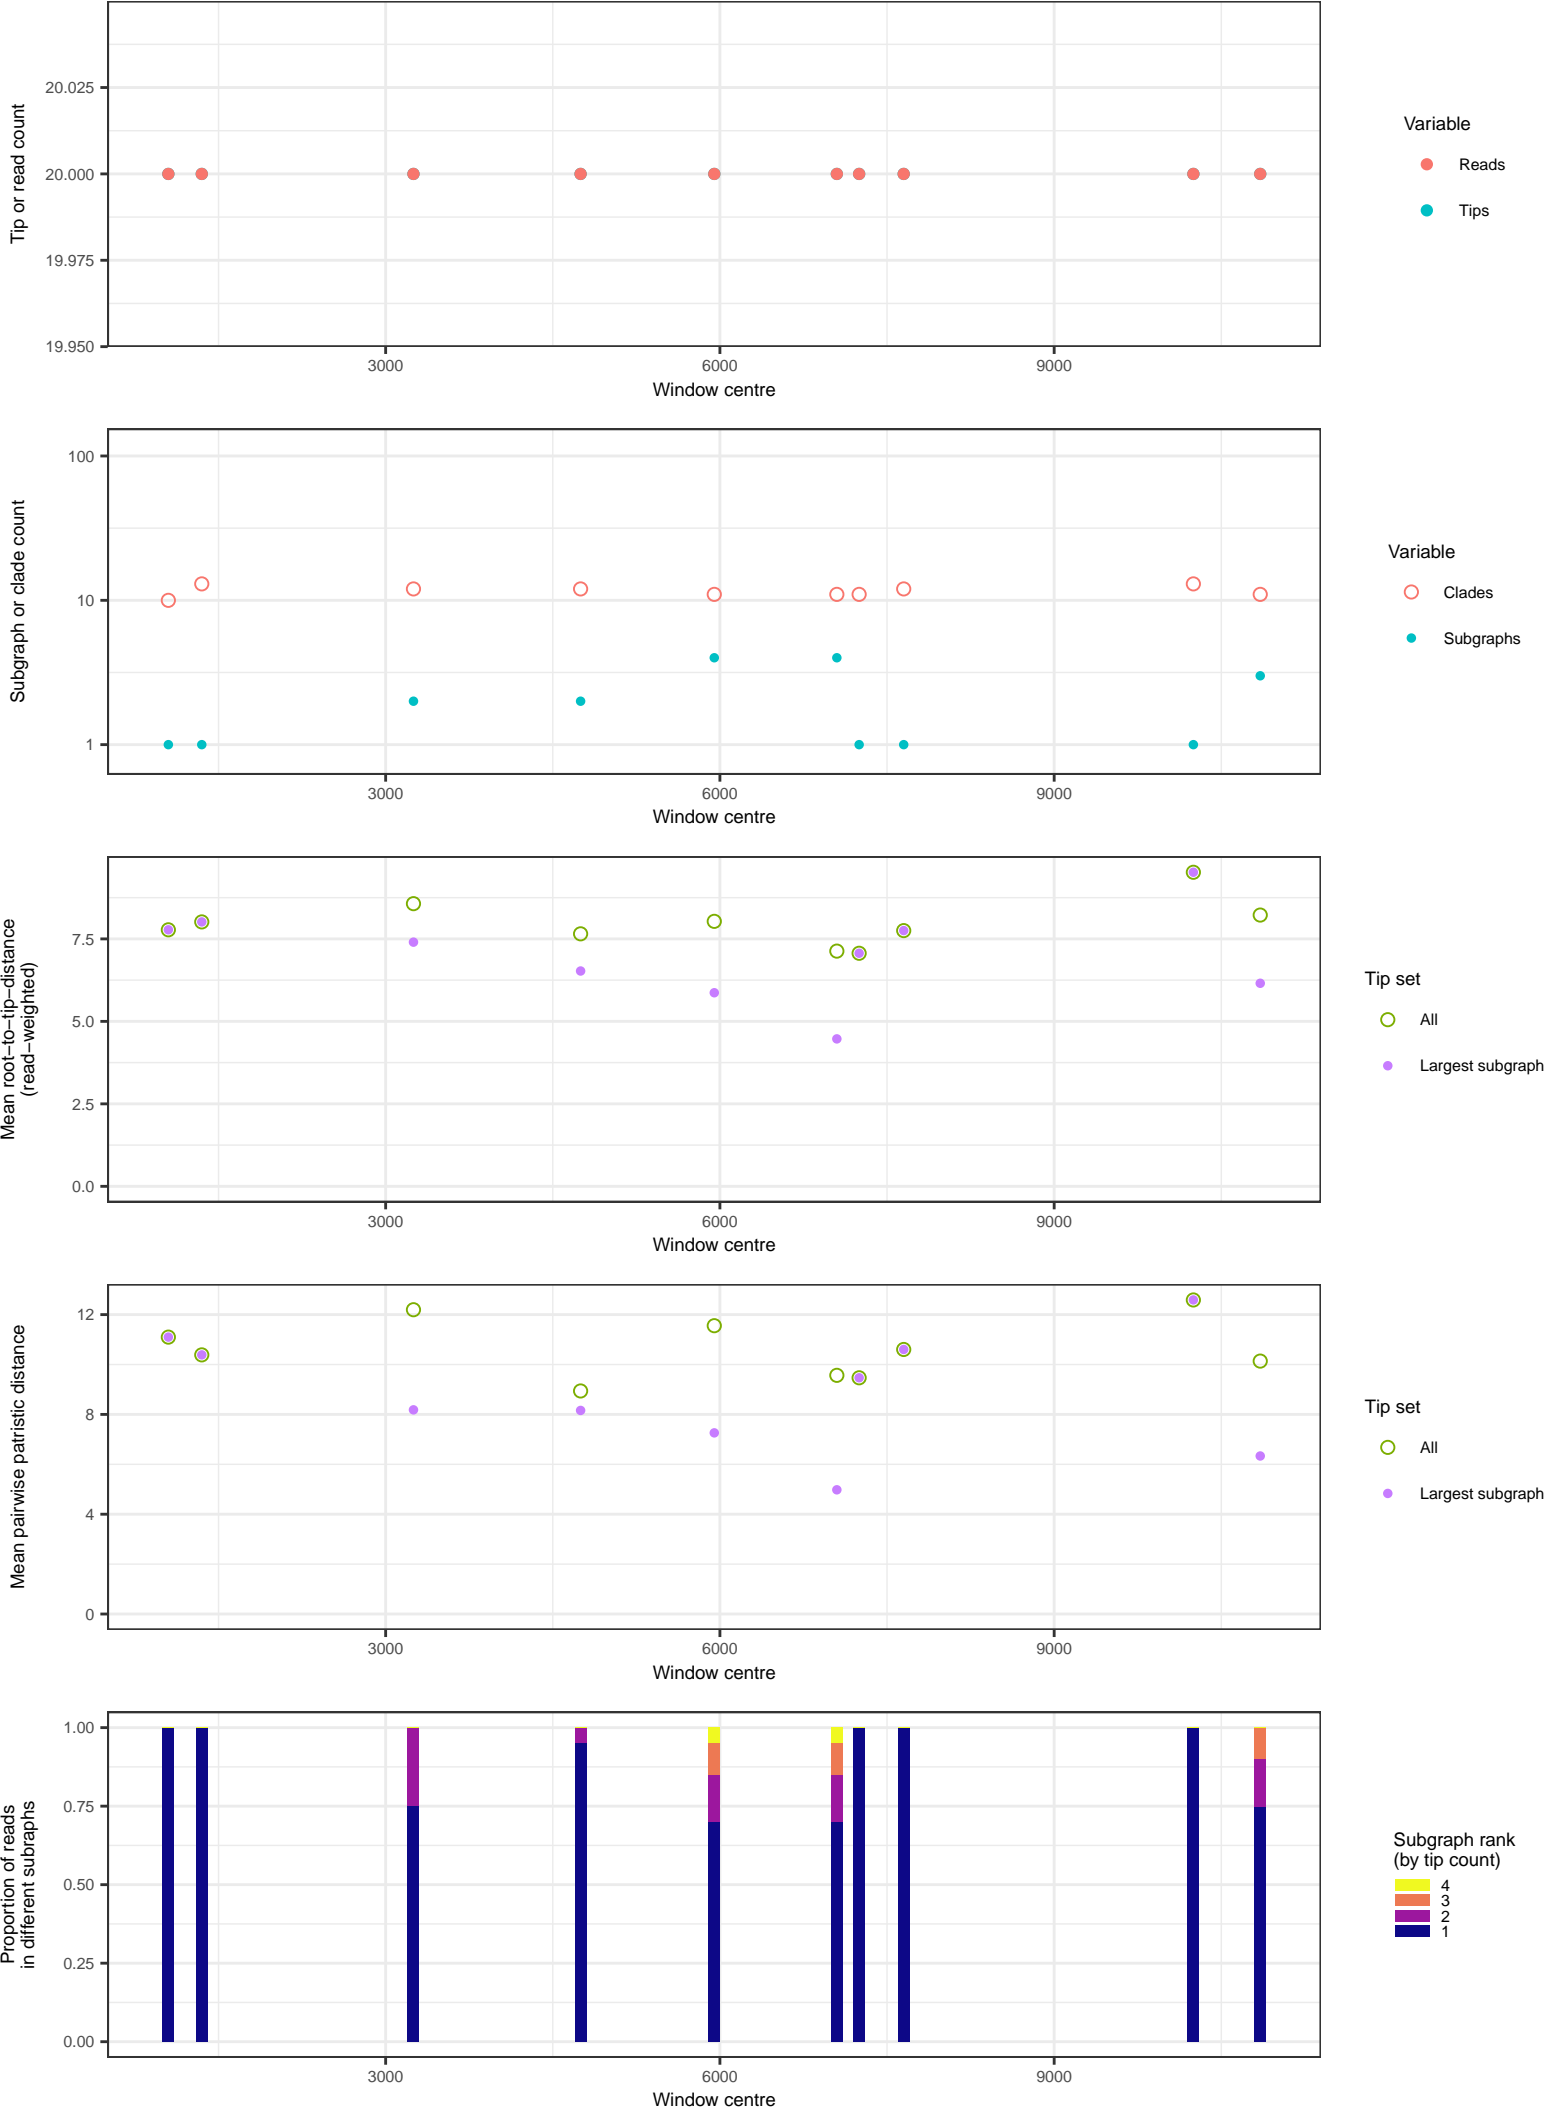 Tip or read count
20.025
20.000
19.975
19.950
3000
6000
9000
Window centre
Variable
Reads
Tips
Subgraph or clade count
100
10
1
3000
6000
9000
Window centre
Variable
Clades
Subgraphs
Mean root−to−tip−distance
(read−weighted)
7.5
5.0
2.5
0.0
3000
6000
9000
Window centre
Tip set
All
Largest subgraph
Mean pairwise patristic distance
12
8
4
0
3000
6000
9000
Window centre
Tip set
All
Largest subgraph
Proportion of reads
in different subraphs
1.00
0.75
0.50
0.25
0.00
3000
6000
9000
Window centre
Subgraph rank
(by tip count)
4
3
2
1